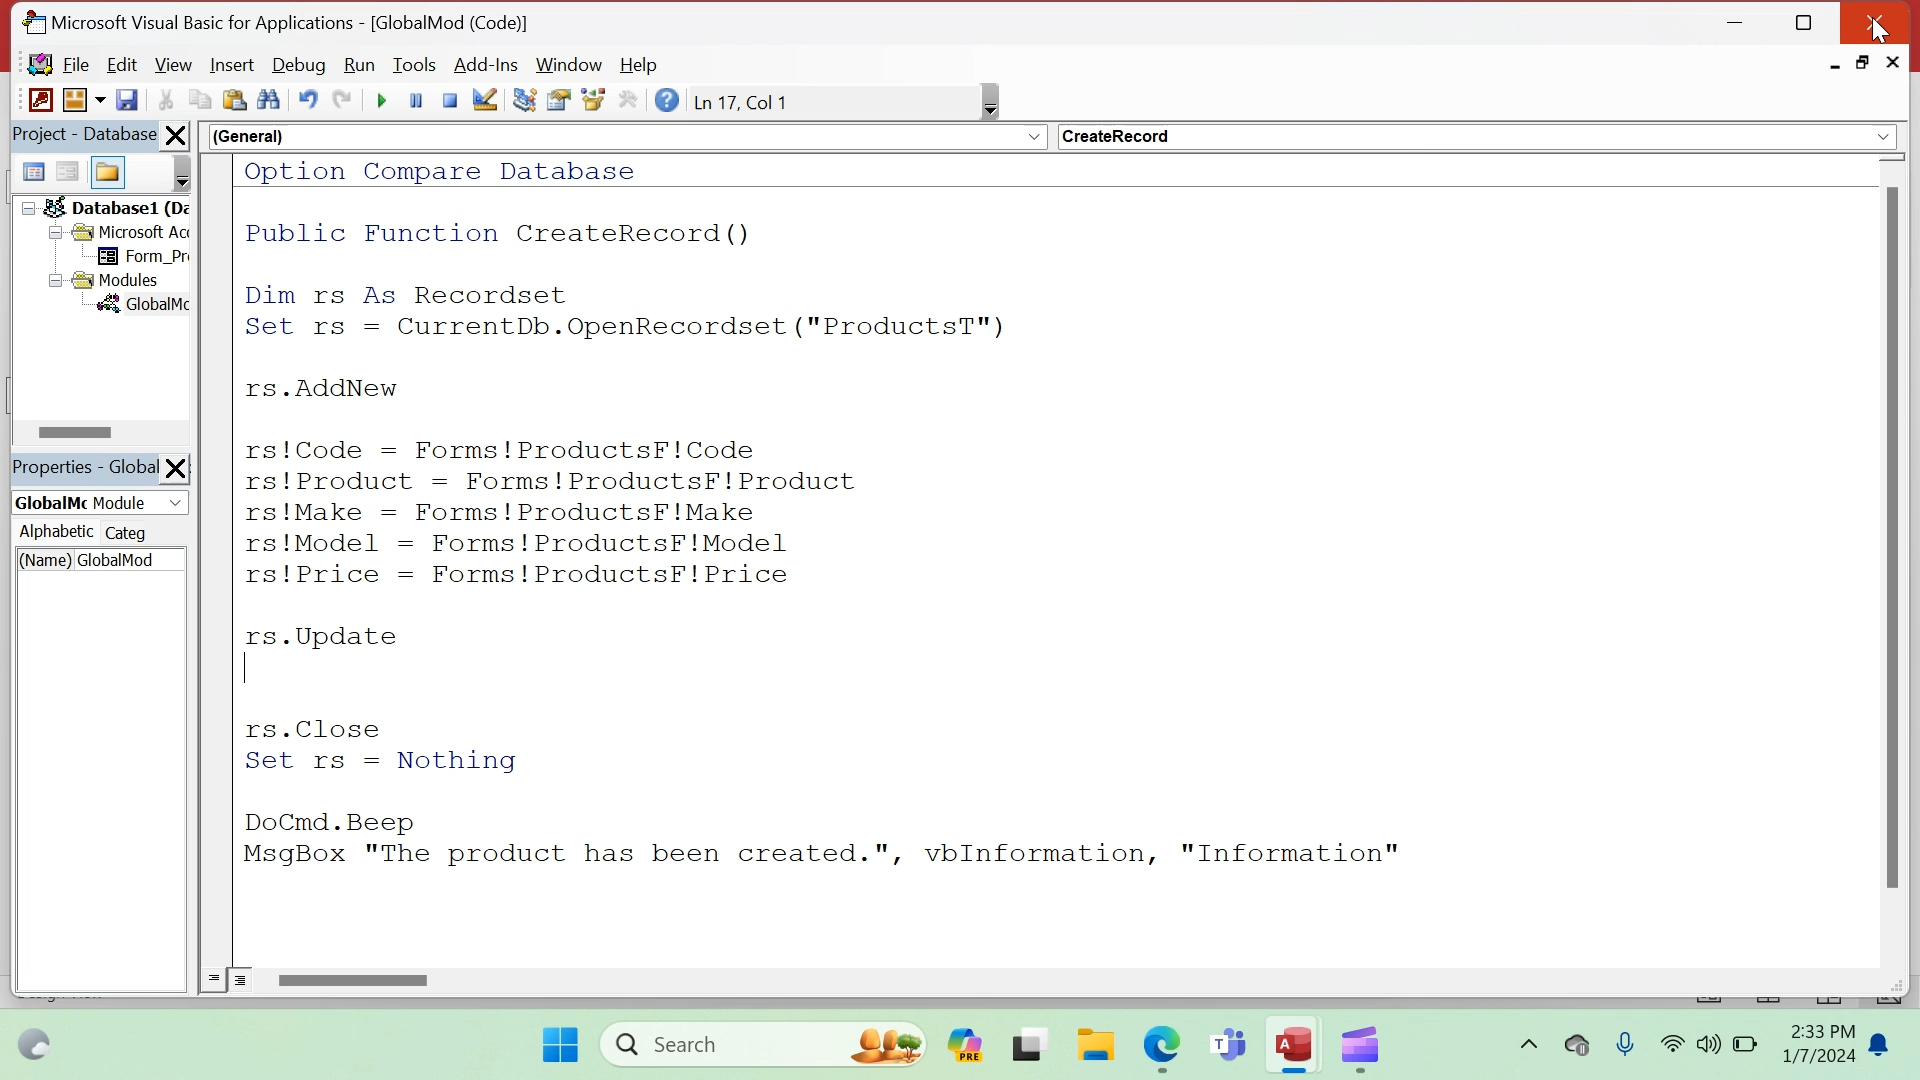 Microsoft Visual Basic for Applications - [GlobalMod (Code)]
File Edit View Insert Debug Run Tools Add-Ins Window Help
Ln 17, Col 1
Project - Database
(General)
CreateRecord
Database1 (Da
Microsoft Acc
Form_Pro
Modules
GlobalMo
Properties - Global
GlobalMc Module
Alphabetic Categ
(Name) GlobalMod
Option Compare Database
Public Function CreateRecord()
Dim rs As Recordset
Set rs = CurrentDb.OpenRecordset("ProductsT")
rs.AddNew
rs!Code = Forms!ProductsF!Code
rs!Product = Forms!ProductsF!Product
rs!Make = Forms!ProductsF!Make
rs!Model = Forms!ProductsF!Model
rs!Price = Forms!ProductsF!Price
rs.Update
rs.Close
Set rs = Nothing
DoCmd.Beep
MsgBox "The product has been created.", vbInformation, "Information"
Search
PRE
2:33 PM
1/7/2024